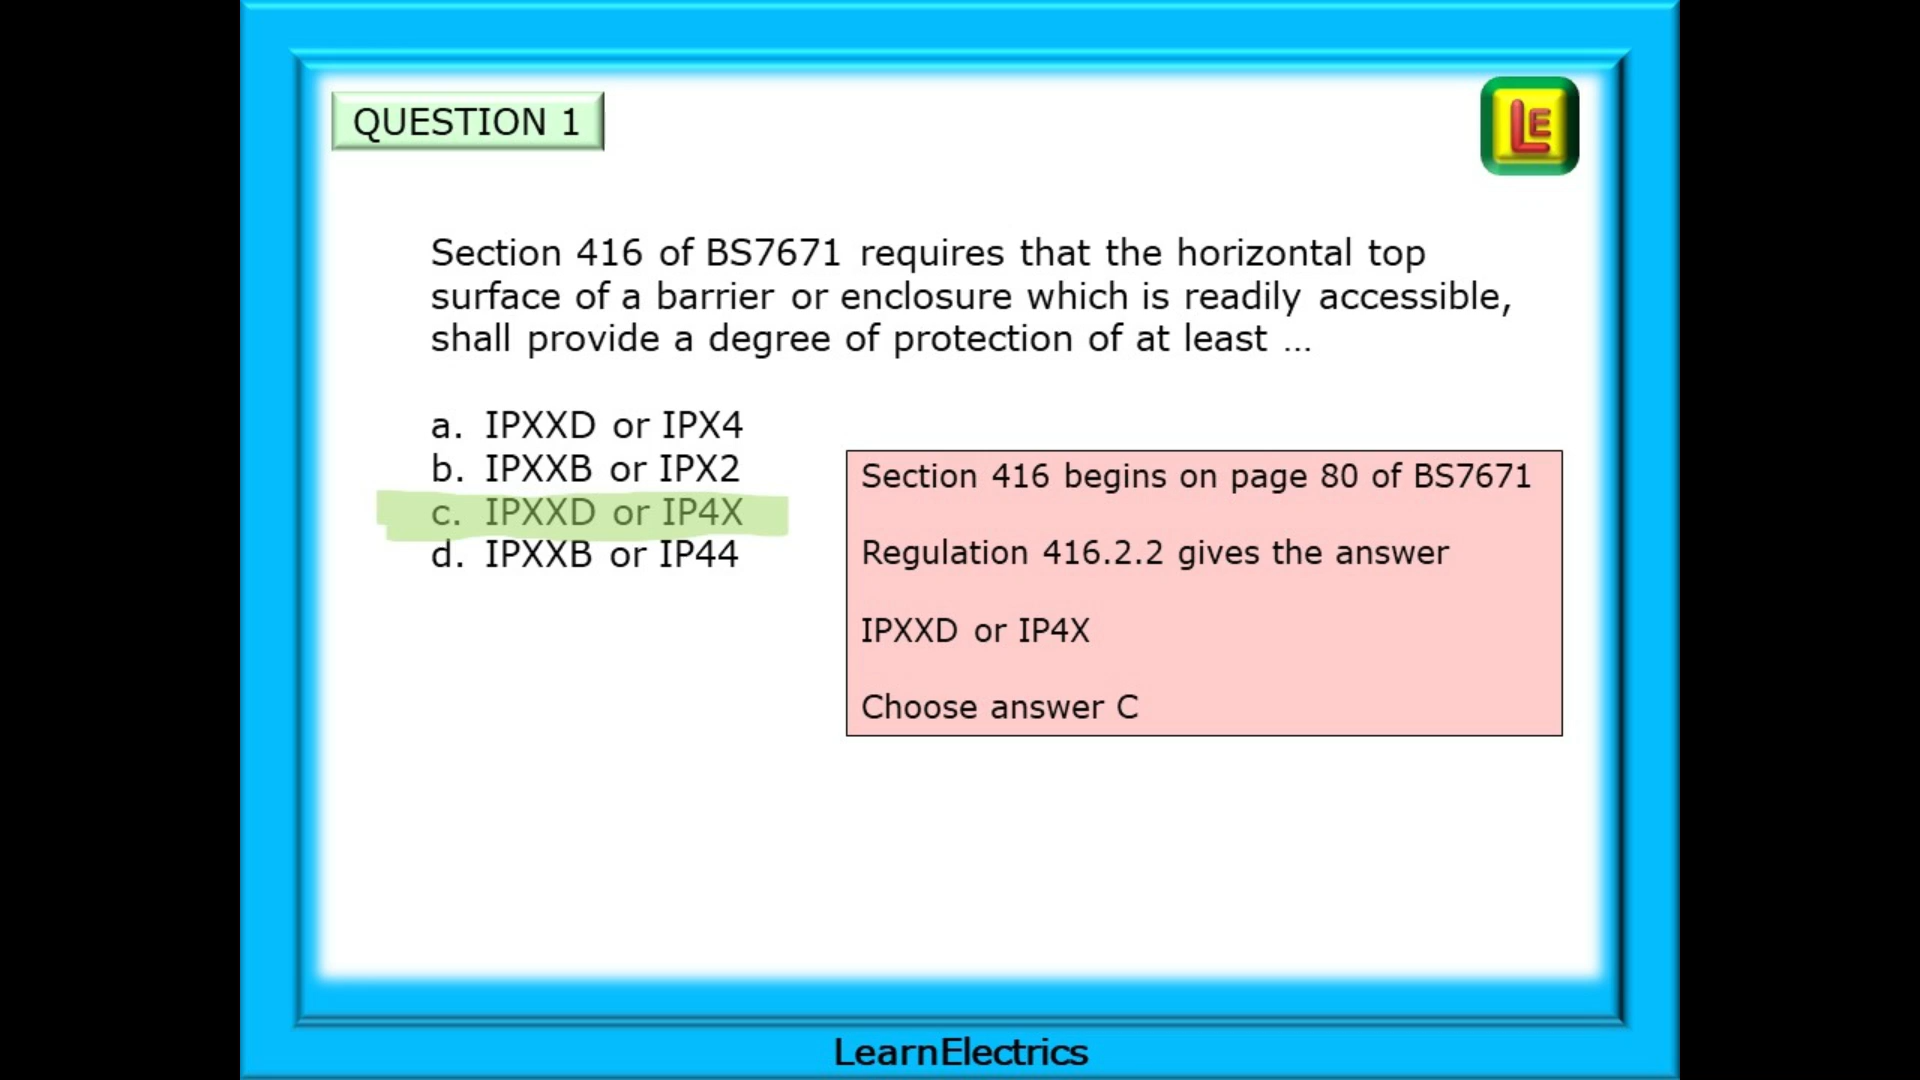 QUESTION 1
LE
Section 416 of BS7671 requires that the horizontal top
surface of a barrier or enclosure which is readily accessible,
shall provide a degree of protection of at least ...
a. IPXXD or IPX4
b. IPXXB or IPX2
c. IPXXD or IP4X
d. IPXXB or IP44
Section 416 begins on page 80 of BS7671
Regulation 416.2.2 gives the answer
IPXXD or IP4X
Choose answer C
LearnElectrics